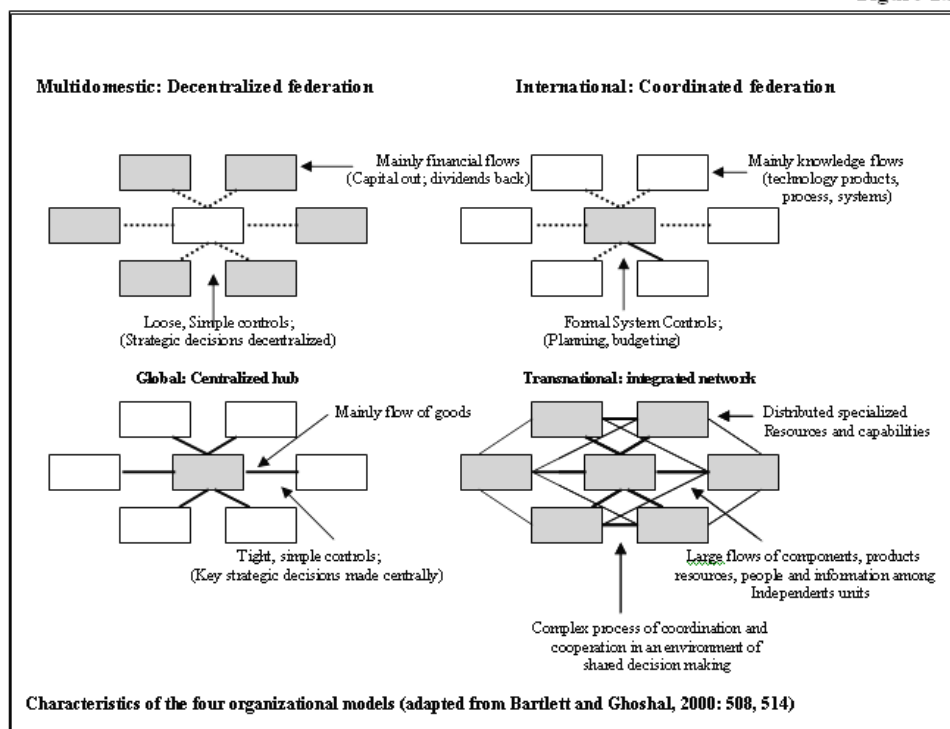 Multidomestic: Decentralized federation
Mainly financial flows
(Capital out; dividends back)
Loose, Simple controls;
(Strategic decisions decentralized)
International: Coordinated federation
Mainly knowledge flows
(technology products,
process, systems)
Formal System Controls;
(Planning, budgeting)
Global: Centralized hub
Mainly flow of goods
Tight, simple controls;
(Key strategic decisions made centrally)
Transnational: integrated network
Distributed specialized
Resources and capabilities
Large flows of components, products
resources, people and information among
Independents units
Complex process of coordination and
cooperation in an environment of
shared decision making
Characteristics of the four organizational models (adapted from Bartlett and Ghoshal, 2000: 508, 514)